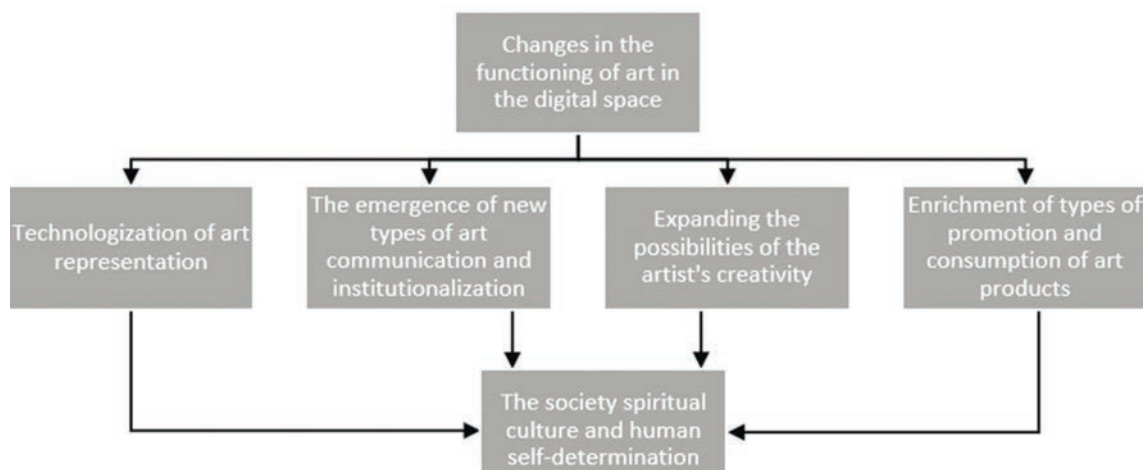 Changes in the
functioning of art in
the digital space
Technologization of art
representation
The emergence of new
types of art
communication and
institutionalization
Expanding the
possibilities of the
artist's creativity
Enrichment of types of
promotion and
consumption of art
products
The society spiritual
culture and human
self-determination